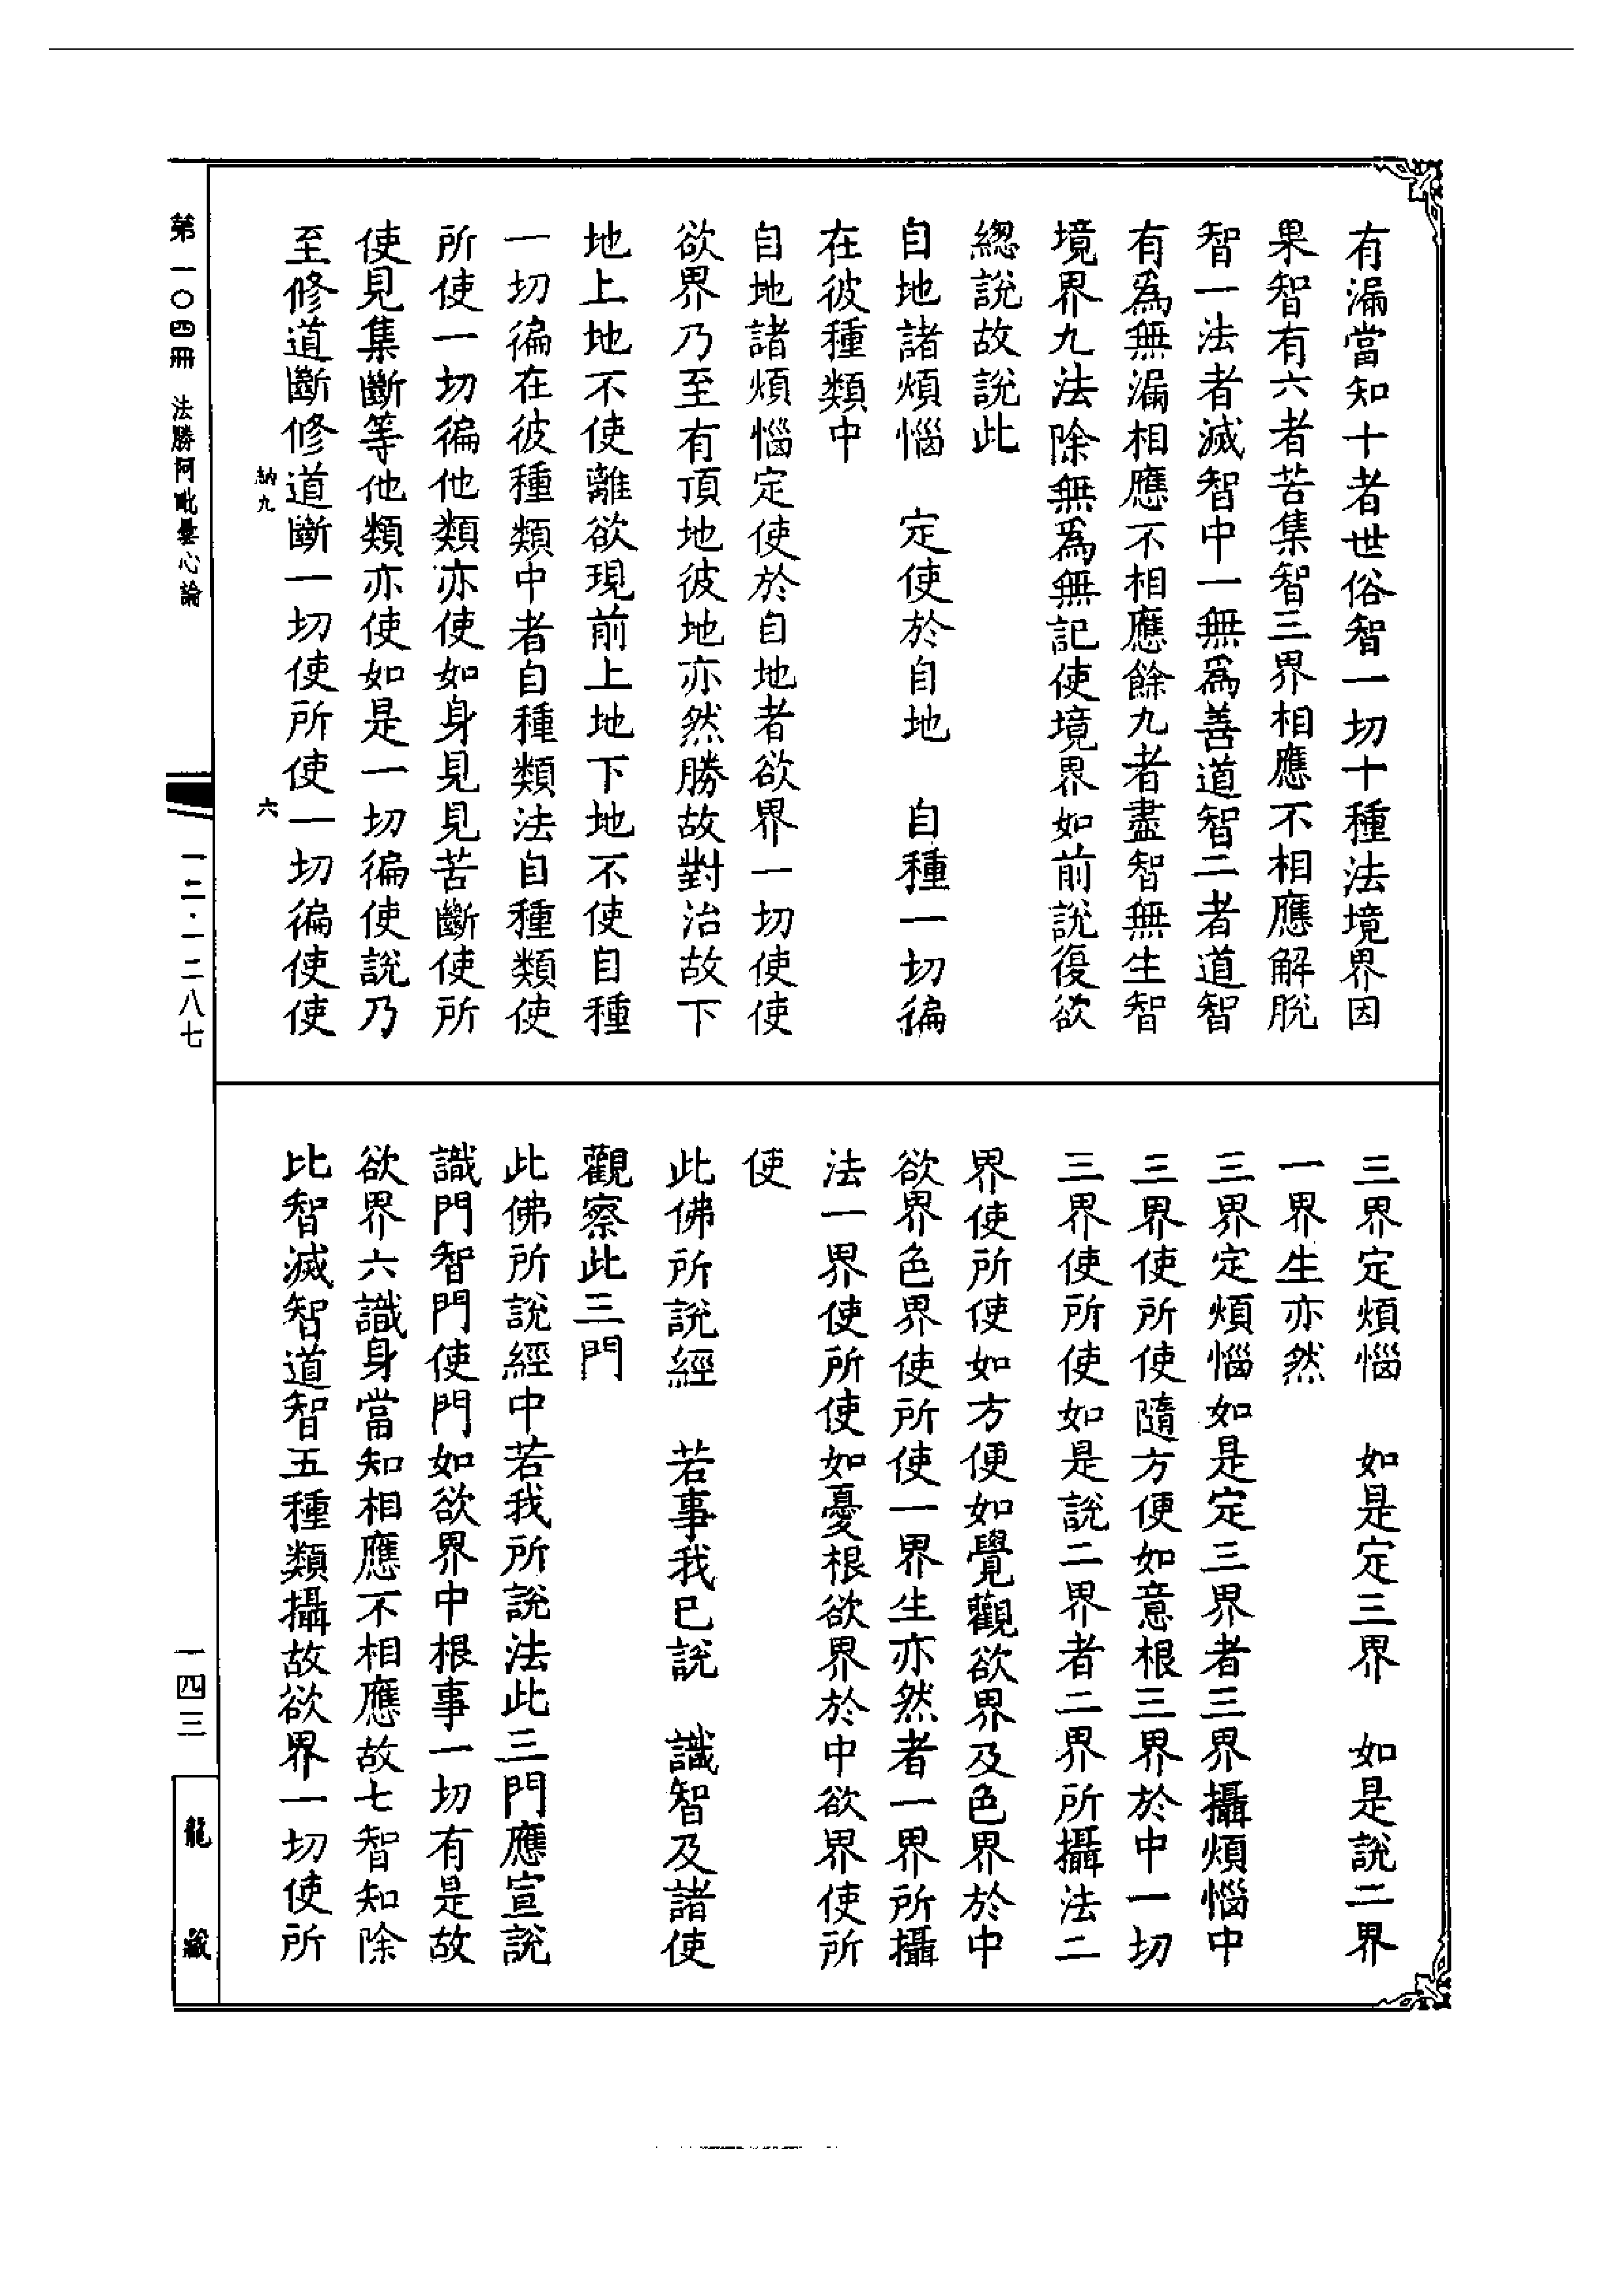 有漏當知十者世俗智一切十種法境界因
果智有六者苦集智三界相應不相應解脫
智一法者滅智中一無爲善道智二者道智
有爲無漏相應不相應餘九者盡智無生智
境界九法除無爲無記使境界如前說復欲
緫說故說此
自地諸煩惱　定使於自地　自種一切徧
在彼種類中
自地諸煩惱定使於自地者欲界一切使使
欲界乃至有頂地彼地亦然勝故對治故下
地上地不使離欲現前上地下地不使自種
一切徧在彼種類中者自種類法自種類使
所使一切徧他類亦使如身見見苦斷使所
使見集斷等他類亦使如是一切徧使說乃
至修道斷修道斷一切使所使一切徧使使
納九　六
三界定煩惱　如是定三界　如是說二界
一界生亦然
三界定煩惱如是定三界者三界攝煩惱中
三界使所使隨方便如意根三界於中一切
三界使所使如是說二界者二界所攝法二
界使所使如方便如覺觀欲界及色界於中
欲界色界使所使一界生亦然者一界所攝
法一界使所使如憂根欲界於中欲界使所
使
此佛所說經　若事我已說　識智及諸使
觀察此三門
此佛所說經中若我所說法此三門應宣說
識門智門使門如欲界中根事一切有是故
欲界六識身當知相應不相應故七智知除
比智滅智道智五種類攝故欲界一切使所
第一〇四冊　法勝阿毗曇心論
一二·一二八七
一四三
龍藏